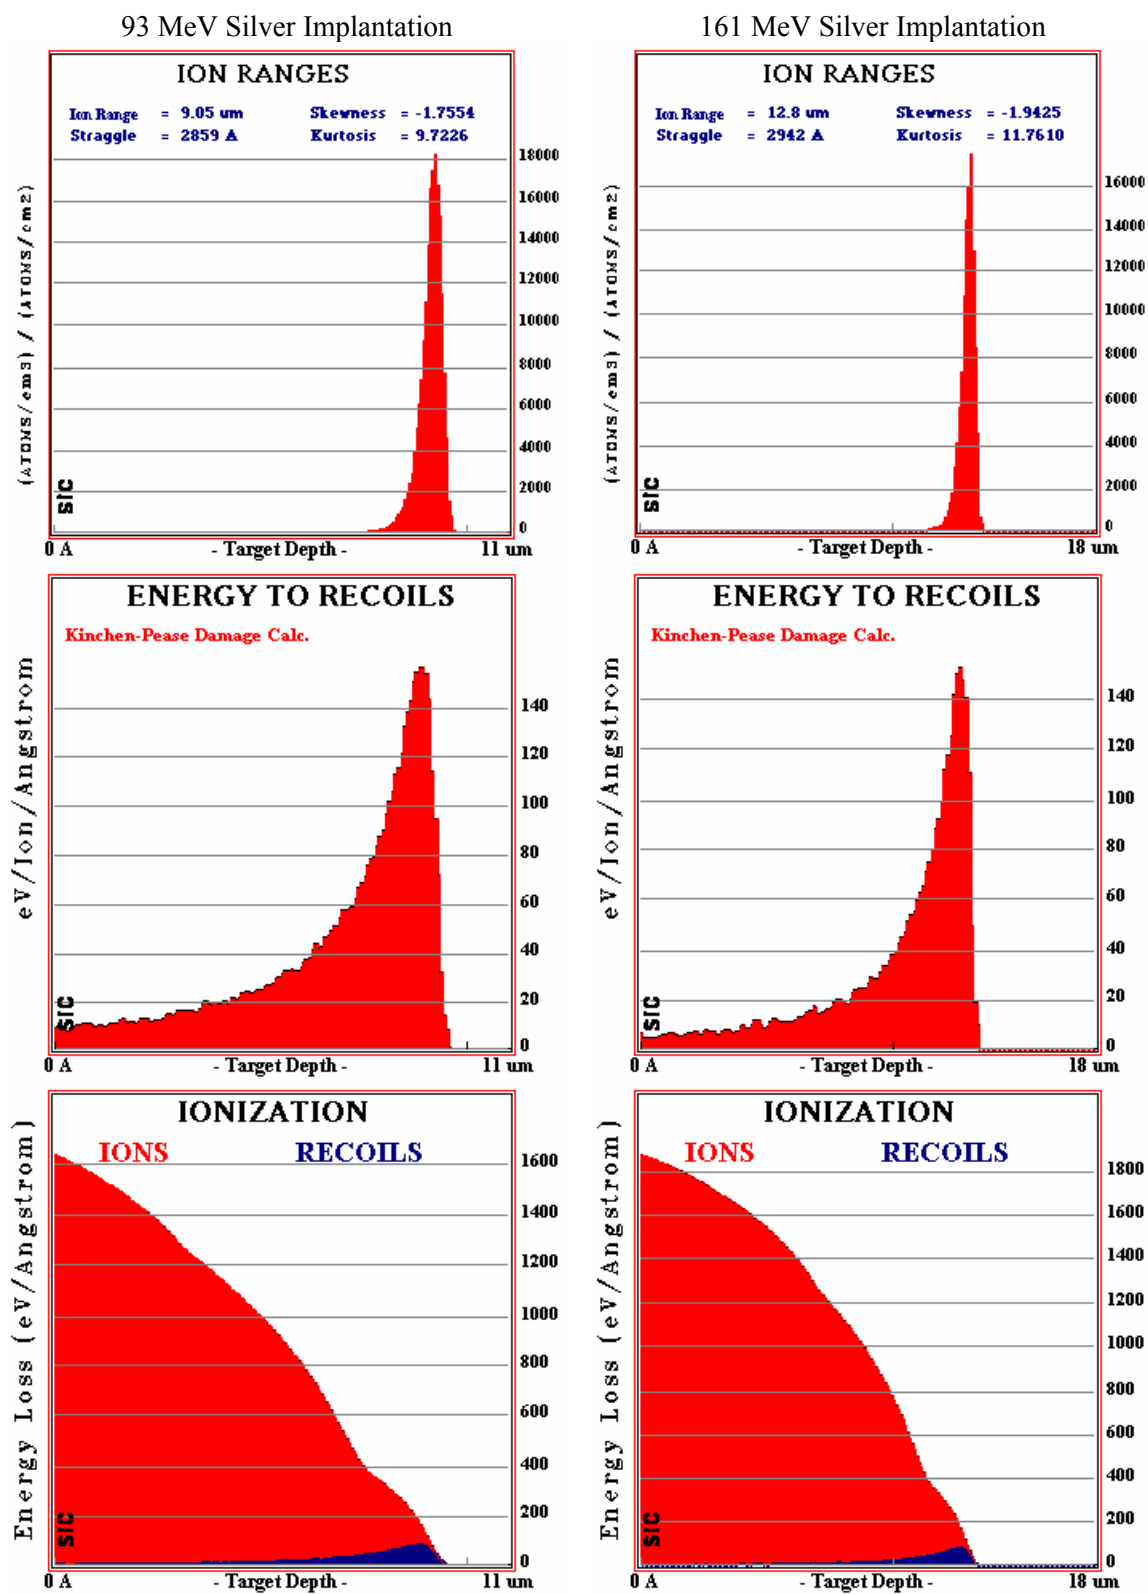 93 MeV Silver Implantation
161 MeV Silver Implantation
ION RANGES
Ion Range = 9.05 um Skewness = -1.7554
Straggle = 2859 A Kurtosis = 9.7226
(ATOMS/cm3) / (ATOMS/cm2)
18000
16000
14000
12000
10000
8000
6000
4000
2000
0
SiC
0 A - Target Depth - 11 um
ION RANGES
Ion Range = 12.8 um Skewness = -1.9425
Straggle = 2942 A Kurtosis = 11.7610
(ATOMS/cm3) / (ATOMS/cm2)
16000
14000
12000
10000
8000
6000
4000
2000
0
SiC
0 A - Target Depth - 18 um
ENERGY TO RECOILS
Kinchen-Pease Damage Calc.
eV/Ion/Angstrom
140
120
100
80
60
40
20
0
SiC
0 A - Target Depth - 11 um
ENERGY TO RECOILS
Kinchen-Pease Damage Calc.
eV/Ion/Angstrom
140
120
100
80
60
40
20
0
SiC
0 A - Target Depth - 18 um
IONIZATION
IONS RECOILS
Energy Loss (eV/Angstrom)
1600
1400
1200
1000
800
600
400
200
0
SiC
0 A - Target Depth - 11 um
IONIZATION
IONS RECOILS
Energy Loss (eV/Angstrom)
1800
1600
1400
1200
1000
800
600
400
200
0
SiC
0 A - Target Depth - 18 um